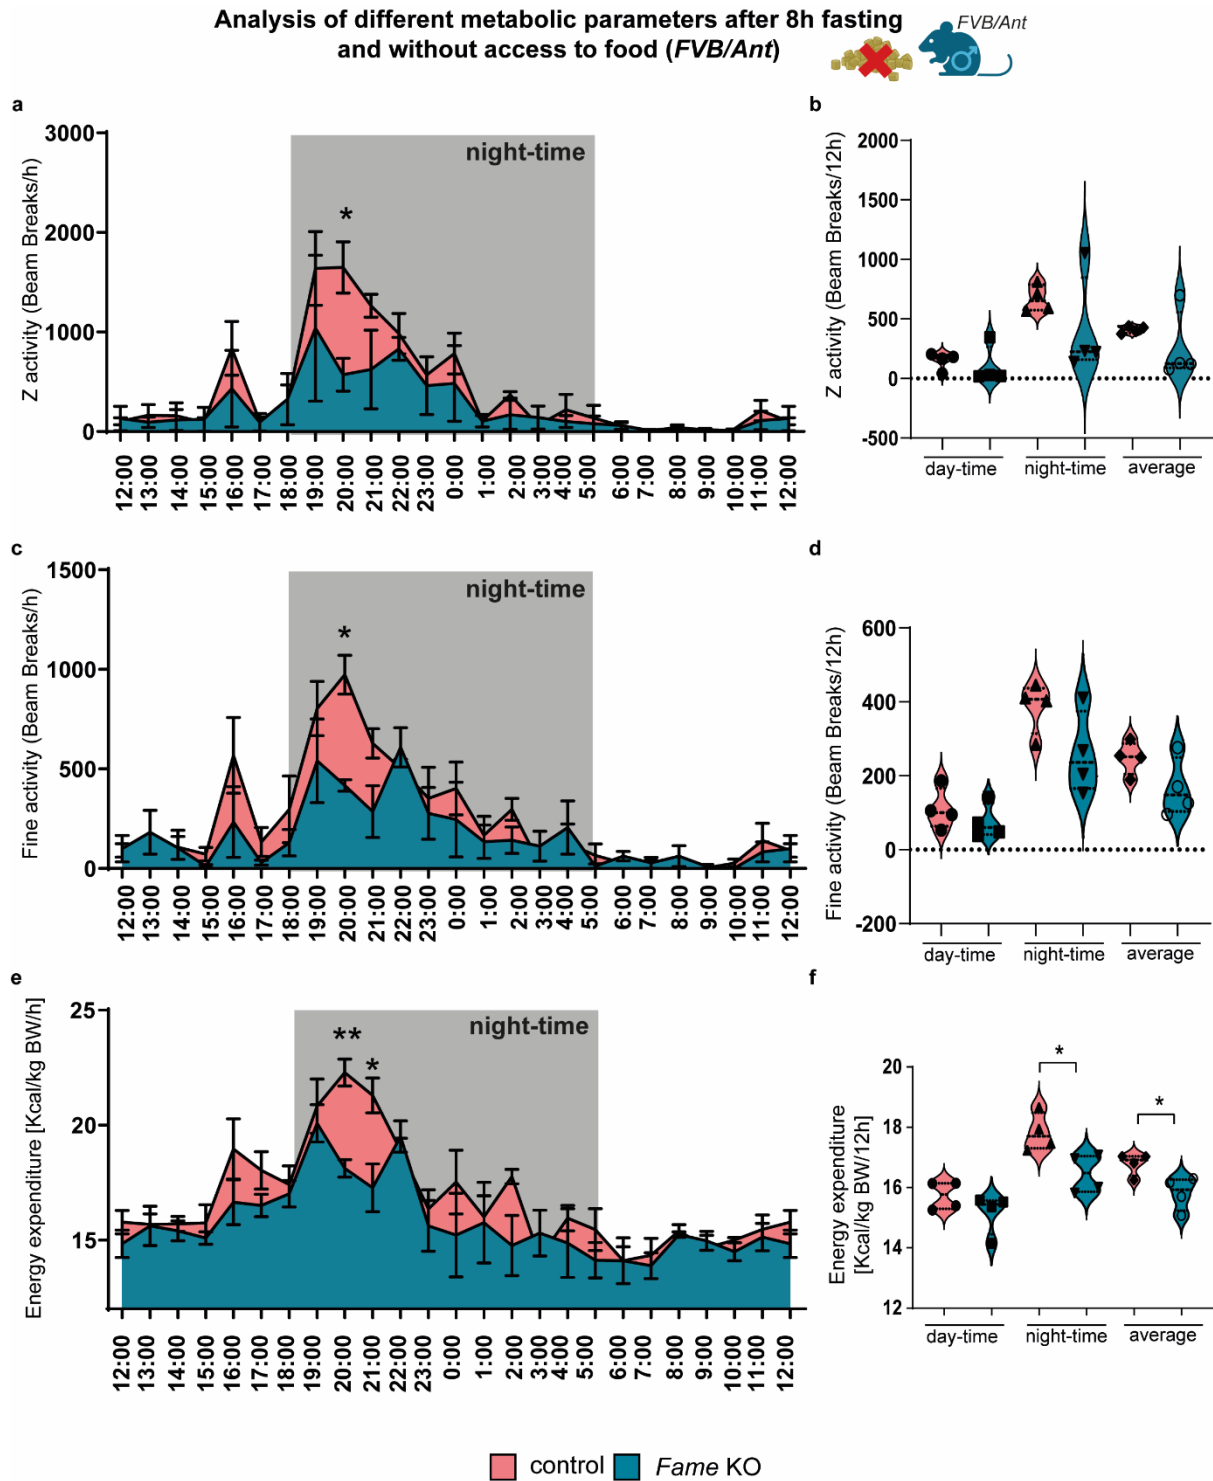 Analysis of different metabolic parameters after 8h fasting
and without access to food (FVB/Ant)
FVB/Ant
a
Z activity (Beam Breaks/h)
3000
2000
1000
0
night-time
*
12:00 13:00 14:00 15:00 16:00 17:00 18:00 19:00 20:00 21:00 22:00 23:00 0:00 1:00 2:00 3:00 4:00 5:00 6:00 7:00 8:00 9:00 10:00 11:00 12:00
b
Z activity (Beam Breaks/12h)
2000
1500
1000
500
0
-500
day-time night-time average
c
Fine activity (Beam Breaks/h)
1500
1000
500
0
night-time
*
12:00 13:00 14:00 15:00 16:00 17:00 18:00 19:00 20:00 21:00 22:00 23:00 0:00 1:00 2:00 3:00 4:00 5:00 6:00 7:00 8:00 9:00 10:00 11:00 12:00
d
Fine activity (Beam Breaks/12h)
600
400
200
0
-200
day-time night-time average
e
Energy expenditure [Kcal/kg BW/h]
25
20
15
night-time
**
*
12:00 13:00 14:00 15:00 16:00 17:00 18:00 19:00 20:00 21:00 22:00 23:00 0:00 1:00 2:00 3:00 4:00 5:00 6:00 7:00 8:00 9:00 10:00 11:00 12:00
f
Energy expenditure
[Kcal/kg BW/12h]
20
18
16
14
12
*
*
day-time night-time average
control Fame KO